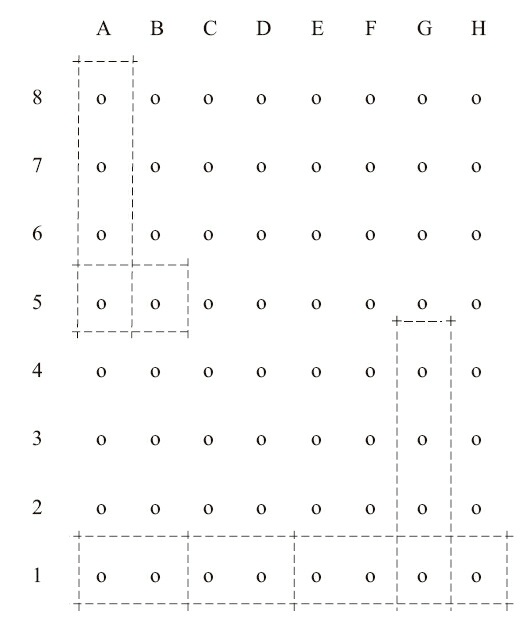 A B C D E F G H
8 o o o o o o o o
7 o o o o o o o o
6 o o o o o o o o
5 o o o o o o o o
4 o o o o o o o o
3 o o o o o o o o
2 o o o o o o o o
1 o o o o o o o o